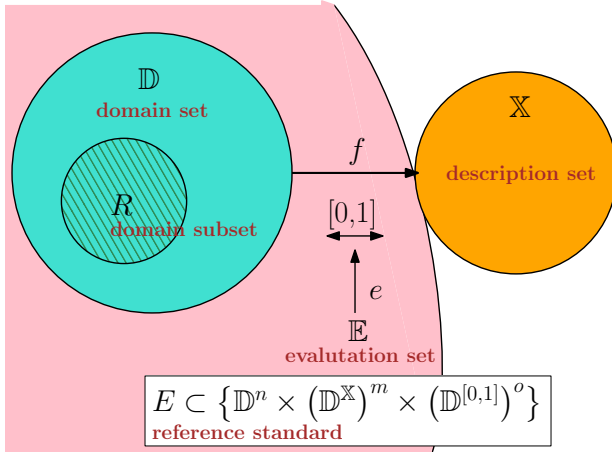 𝔻
domain set
R
domain subset
f
𝕏
description set
[0,1]
e
𝔼
evalutation set
E ⊂ {𝔻ⁿ × (𝔻^𝕏)^m × (𝔻^[0,1])^o}
reference standard